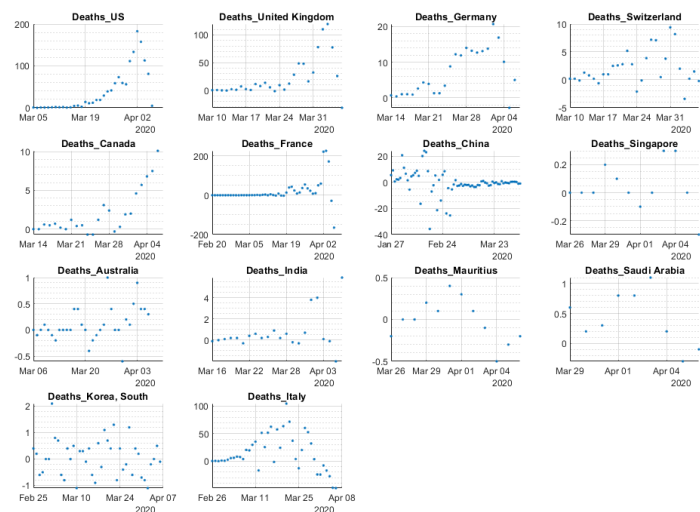 Deaths_US
200
100
0
Mar 05 Mar 19 Apr 02
2020
Deaths_United Kingdom
100
50
0
Mar 10 Mar 17 Mar 24 Mar 31
2020
Deaths_Germany
20
10
0
Mar 14 Mar 21 Mar 28 Apr 04
2020
Deaths_Switzerland
10
5
0
-5
Mar 10 Mar 17 Mar 24 Mar 31
2020
Deaths_Canada
10
5
0
Mar 14 Mar 21 Mar 28 Apr 04
2020
Deaths_France
200
0
-200
Feb 20 Mar 05 Mar 19 Apr 02
2020
Deaths_China
20
0
-20
-40
Jan 27 Feb 24 Mar 23
2020
Deaths_Singapore
0.2
0
-0.2
Mar 26 Mar 29 Apr 01 Apr 04
2020
Deaths_Australia
1
0.5
0
-0.5
Mar 06 Mar 20 Apr 03
2020
Deaths_India
4
2
0
Mar 16 Mar 22 Mar 28 Apr 03
2020
Deaths_Mauritius
0.5
0
-0.5
Mar 26 Mar 29 Apr 01 Apr 04
2020
Deaths_Saudi Arabia
1
0.5
0
Mar 29 Apr 01 Apr 04
2020
Deaths_Korea, South
2
1
0
-1
Feb 25 Mar 10 Mar 24 Apr 07
2020
Deaths_Italy
100
50
0
Feb 26 Mar 11 Mar 25 Apr 08
2020